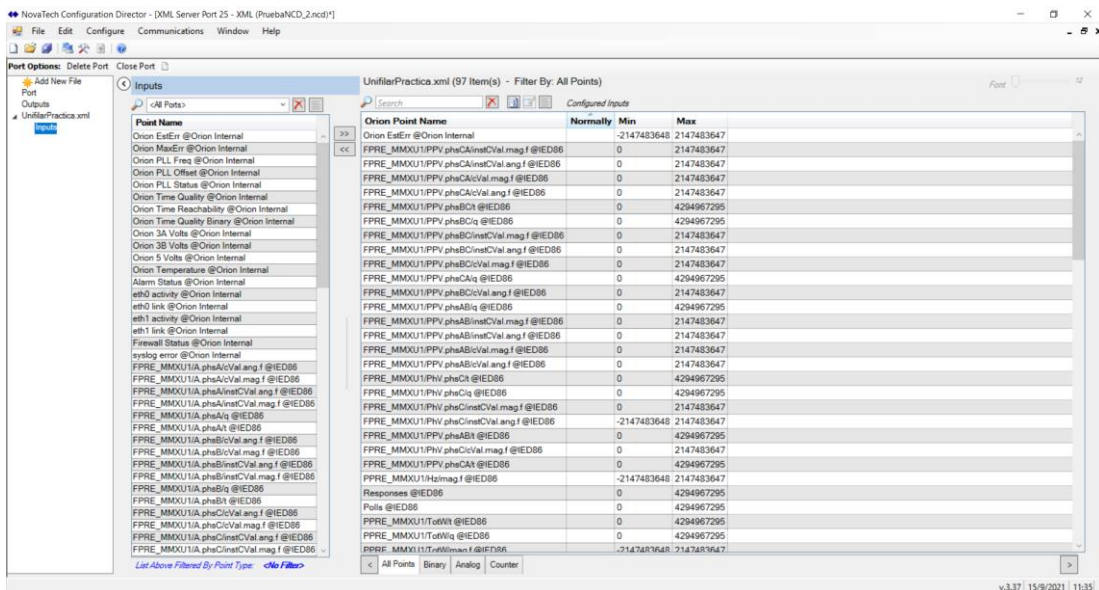 NovaTech Configuration Director - [XML Server Port 25 - XML (PruebaNCD_2.ncd)*]
File Edit Configure Communications Window Help
Port Options: Delete Port Close Port
Add New File
Port
Outputs
UnifilarPractica.xml
Inputs
Inputs
<All Ports>
Point Name
Orion EstErr @Orion Internal
Orion MaxErr @Orion Internal
Orion PLL Freq @Orion Internal
Orion PLL Offset @Orion Internal
Orion PLL Status @Orion Internal
Orion Time Quality @Orion Internal
Orion Time Reachability @Orion Internal
Orion Time Quality Binary @Orion Internal
Orion 3A Volts @Orion Internal
Orion 3B Volts @Orion Internal
Orion 5 Volts @Orion Internal
Orion Temperature @Orion Internal
Alarm Status @Orion Internal
eth0 activity @Orion Internal
eth0 link @Orion Internal
eth1 activity @Orion Internal
eth1 link @Orion Internal
Firewall Status @Orion Internal
syslog error @Orion Internal
FPRE_MMXU1/A.phsA/cVal.ang.f @IED86
FPRE_MMXU1/A.phsA/cVal.mag.f @IED86
FPRE_MMXU1/A.phsA/instCVal.ang.f @IED86
FPRE_MMXU1/A.phsA/instCVal.mag.f @IED86
FPRE_MMXU1/A.phsA/q @IED86
FPRE_MMXU1/A.phsA/t @IED86
FPRE_MMXU1/A.phsB/cVal.ang.f @IED86
FPRE_MMXU1/A.phsB/cVal.mag.f @IED86
FPRE_MMXU1/A.phsB/instCVal.ang.f @IED86
FPRE_MMXU1/A.phsB/instCVal.mag.f @IED86
FPRE_MMXU1/A.phsB/q @IED86
FPRE_MMXU1/A.phsB/t @IED86
FPRE_MMXU1/A.phsC/cVal.ang.f @IED86
FPRE_MMXU1/A.phsC/cVal.mag.f @IED86
FPRE_MMXU1/A.phsC/instCVal.ang.f @IED86
FPRE_MMXU1/A.phsC/instCVal.mag.f @IED86
List Above Filtered By Point Type: <No Filter>
>>
<<
UnifilarPractica.xml (97 Item(s) - Filter By: All Points)
Font 12
Search Configured Inputs
Orion Point Name Normally Min Max
Orion EstErr @Orion Internal -2147483648 2147483647
FPRE_MMXU1/PPV.phsCA/instCVal.mag.f @IED86 0 2147483647
FPRE_MMXU1/PPV.phsCA/instCVal.ang.f @IED86 0 2147483647
FPRE_MMXU1/PPV.phsCA/cVal.mag.f @IED86 0 2147483647
FPRE_MMXU1/PPV.phsCA/cVal.ang.f @IED86 0 2147483647
FPRE_MMXU1/PPV.phsBC/t @IED86 0 4294967295
FPRE_MMXU1/PPV.phsBC/q @IED86 0 4294967295
FPRE_MMXU1/PPV.phsBC/instCVal.mag.f @IED86 0 2147483647
FPRE_MMXU1/PPV.phsBC/instCVal.ang.f @IED86 0 2147483647
FPRE_MMXU1/PPV.phsBC/cVal.mag.f @IED86 0 2147483647
FPRE_MMXU1/PPV.phsCA/q @IED86 0 4294967295
FPRE_MMXU1/PPV.phsBC/cVal.ang.f @IED86 0 2147483647
FPRE_MMXU1/PPV.phsAB/q @IED86 0 4294967295
FPRE_MMXU1/PPV.phsAB/instCVal.mag.f @IED86 0 2147483647
FPRE_MMXU1/PPV.phsAB/instCVal.ang.f @IED86 0 2147483647
FPRE_MMXU1/PPV.phsAB/cVal.mag.f @IED86 0 2147483647
FPRE_MMXU1/PPV.phsAB/cVal.ang.f @IED86 0 2147483647
FPRE_MMXU1/PhV.phsC/t @IED86 0 4294967295
FPRE_MMXU1/PhV.phsC/q @IED86 0 4294967295
FPRE_MMXU1/PhV.phsC/instCVal.mag.f @IED86 0 2147483647
FPRE_MMXU1/PhV.phsC/instCVal.ang.f @IED86 -2147483648 2147483647
FPRE_MMXU1/PPV.phsAB/t @IED86 0 4294967295
FPRE_MMXU1/PhV.phsC/cVal.mag.f @IED86 0 2147483647
FPRE_MMXU1/PPV.phsCA/t @IED86 0 4294967295
PPRE_MMXU1/Hz/mag.f @IED86 -2147483648 2147483647
Responses @IED86 0 4294967295
Polls @IED86 0 4294967295
PPRE_MMXU1/TotW/t @IED86 0 4294967295
PPRE_MMXU1/TotW/q @IED86 0 4294967295
PPRE_MMXU1/TotW/mag.f @IED86 -2147483648 2147483647
< All Points Binary Analog Counter >
v.3.37 15/9/2021 11:35